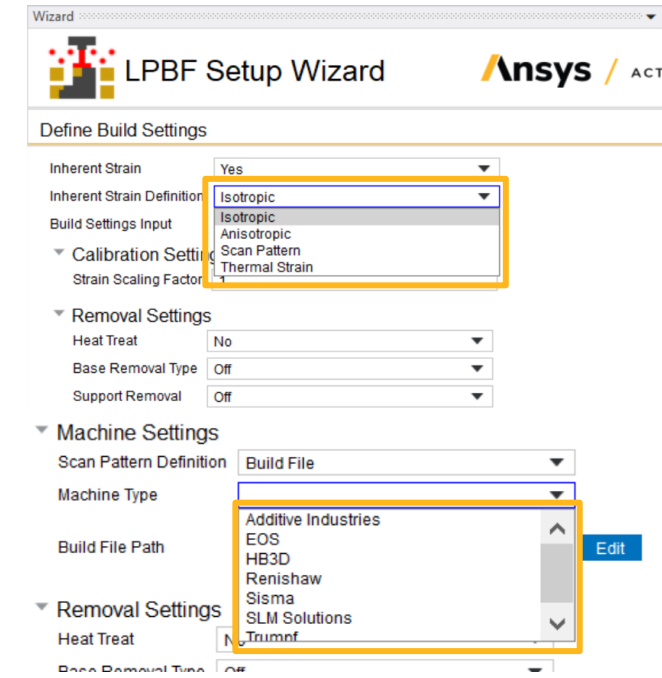 Wizard
LPBF Setup Wizard
Ansys / ACT
Define Build Settings
Inherent Strain Yes
Inherent Strain Definition Isotropic
Isotropic
Build Settings Input
Anisotropic
Scan Pattern
Calibration Setting
Thermal Strain
Strain Scaling Factor 1
Removal Settings
Heat Treat No
Base Removal Type Off
Support Removal Off
Machine Settings
Scan Pattern Definition Build File
Machine Type
Additive Industries
EOS
Build File Path Edit
HB3D
Renishaw
Sisma
Removal Settings
SLM Solutions
Heat Treat
Trumpf
Base Removal Type Off